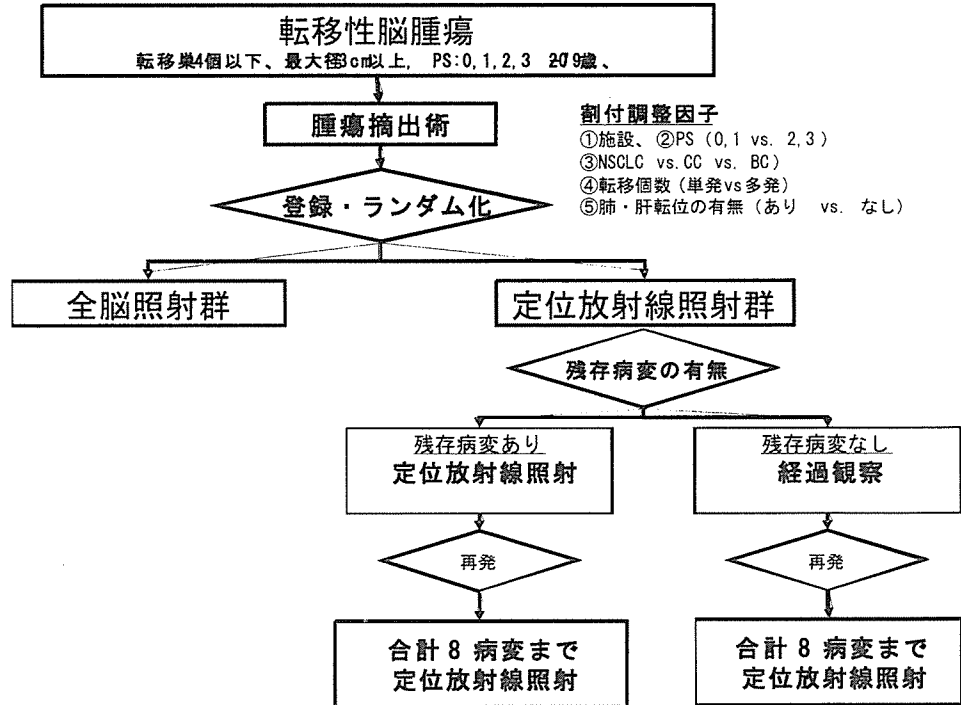 転移性脳腫瘍
転移巣4個以下、最大径3cm以上, PS:0,1,2,3 2079歳、
腫瘍摘出術
割付調整因子
①施設、②PS (0,1 vs. 2,3)
③NSCLC vs.CC vs. BC)
④転移個数(単発vs多発)
⑤肺・肝転位の有無(あり vs. なし)
登録・ランダム化
全脳照射群
定位放射線照射群
残存病変の有無
残存病変あり
定位放射線照射
残存病変なし
経過観察
再発
再発
合計8病変まで
定位放射線照射
合計8病変まで
定位放射線照射